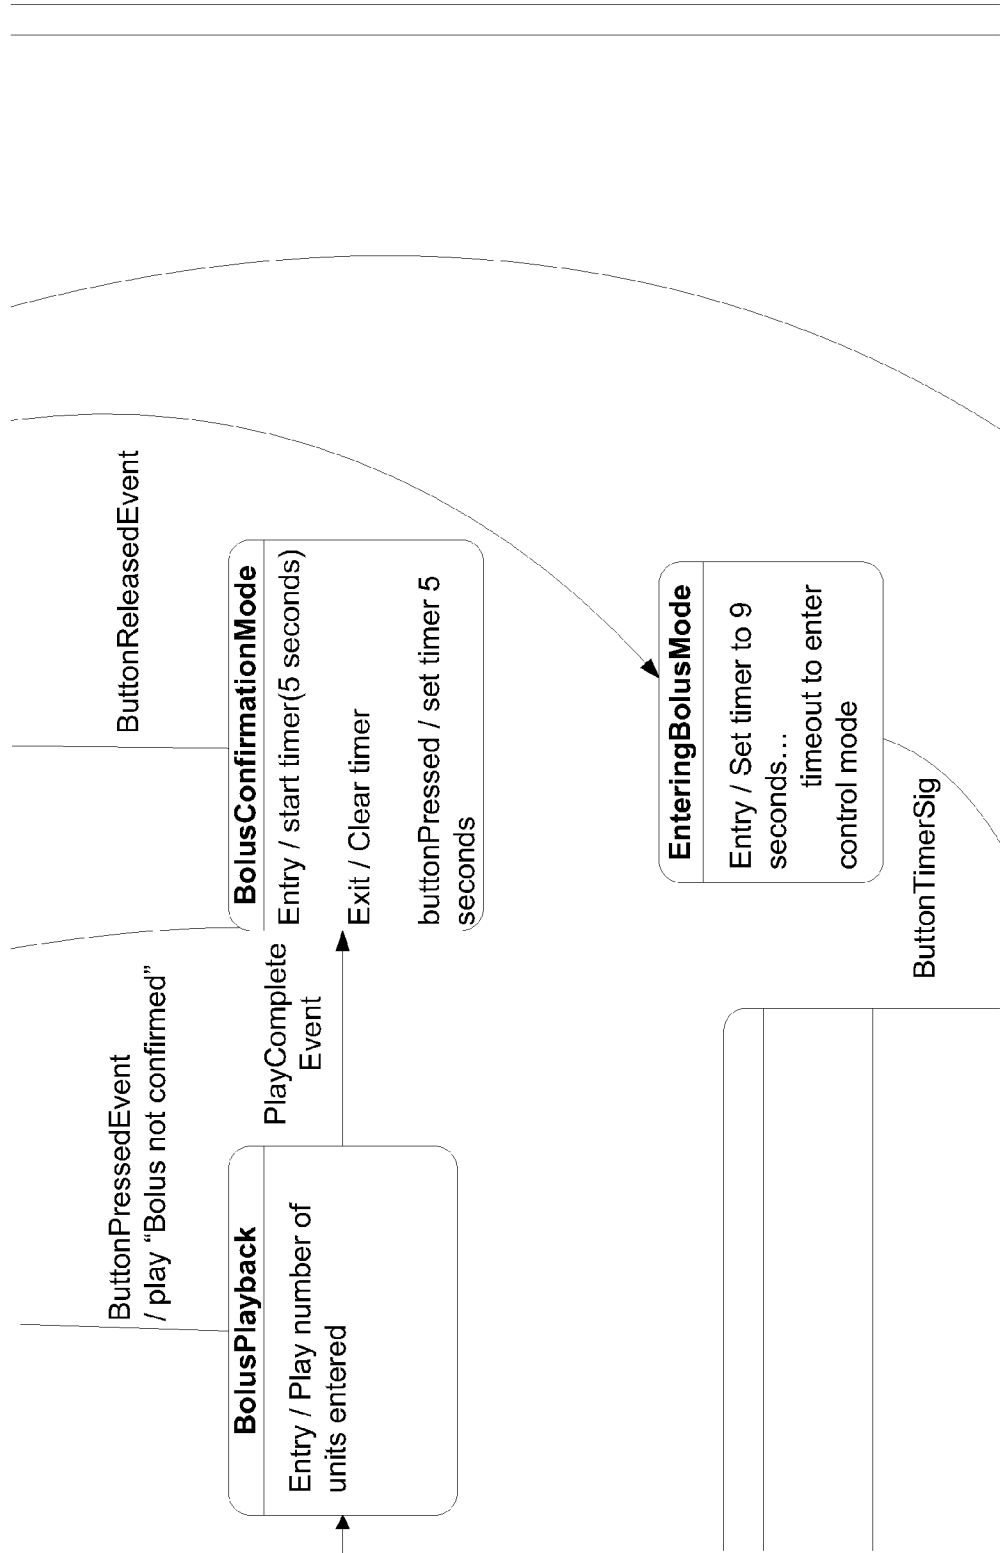 ButtonPressedEvent
/ play “Bolus not confirmed”
ButtonReleasedEvent
BolusPlayback
Entry / Play number of
units entered
PlayComplete
Event
BolusConfirmationMode
Entry / start timer(5 seconds)
Exit / Clear timer
buttonPressed / set timer 5
seconds
EnteringBolusMode
Entry / Set timer to 9
seconds…
timeout to enter
control mode
ButtonTimerSig